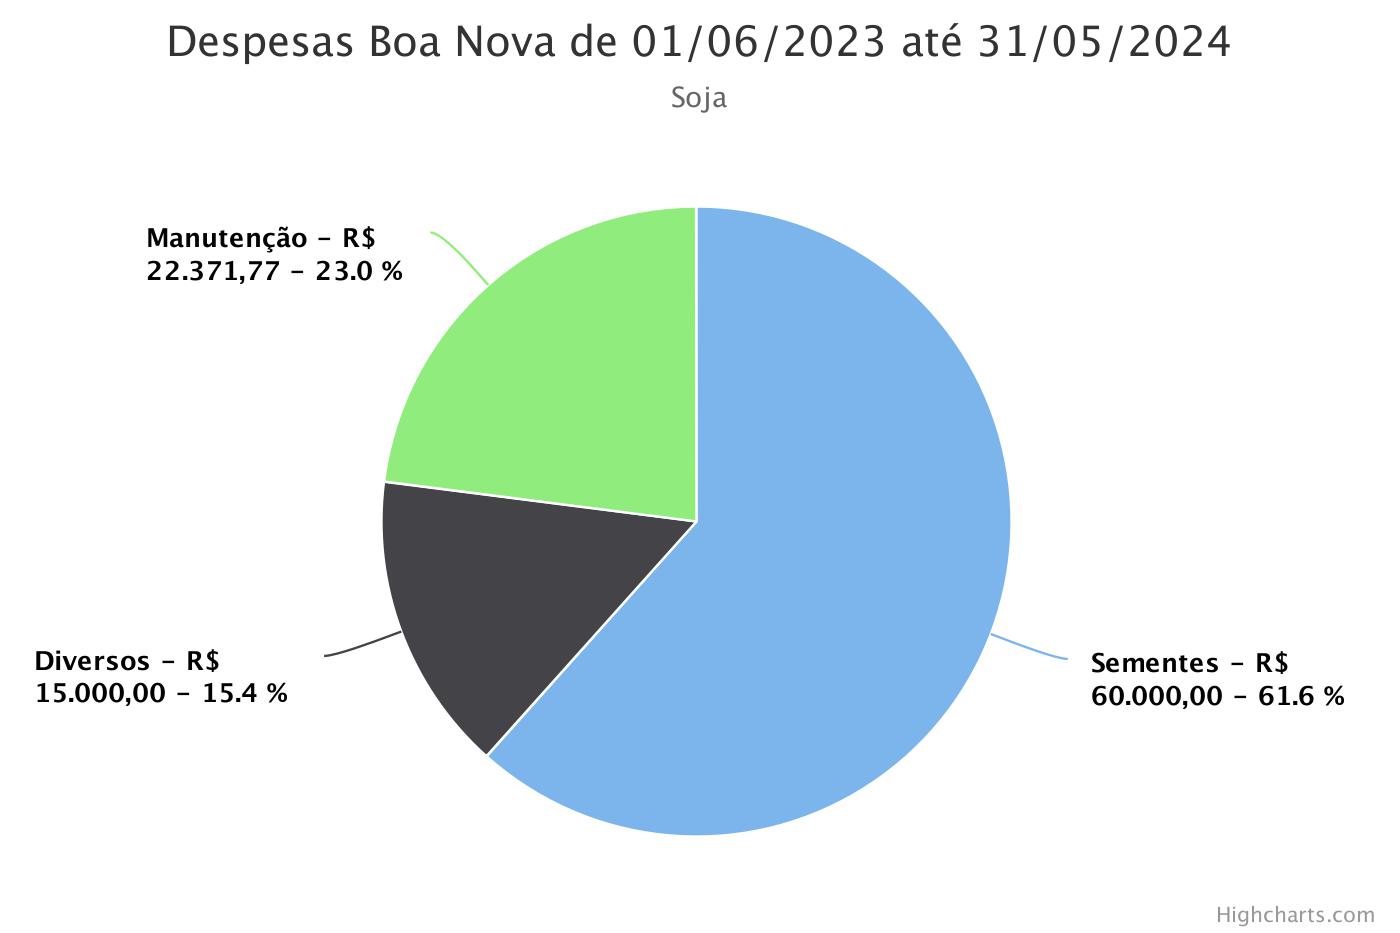 Despesas Boa Nova de 01/06/2023 até 31/05/2024
Soja
Manutenção – R$
22.371,77 – 23.0 %
Diversos – R$
15.000,00 – 15.4 %
Sementes – R$
60.000,00 – 61.6 %
Highcharts.com